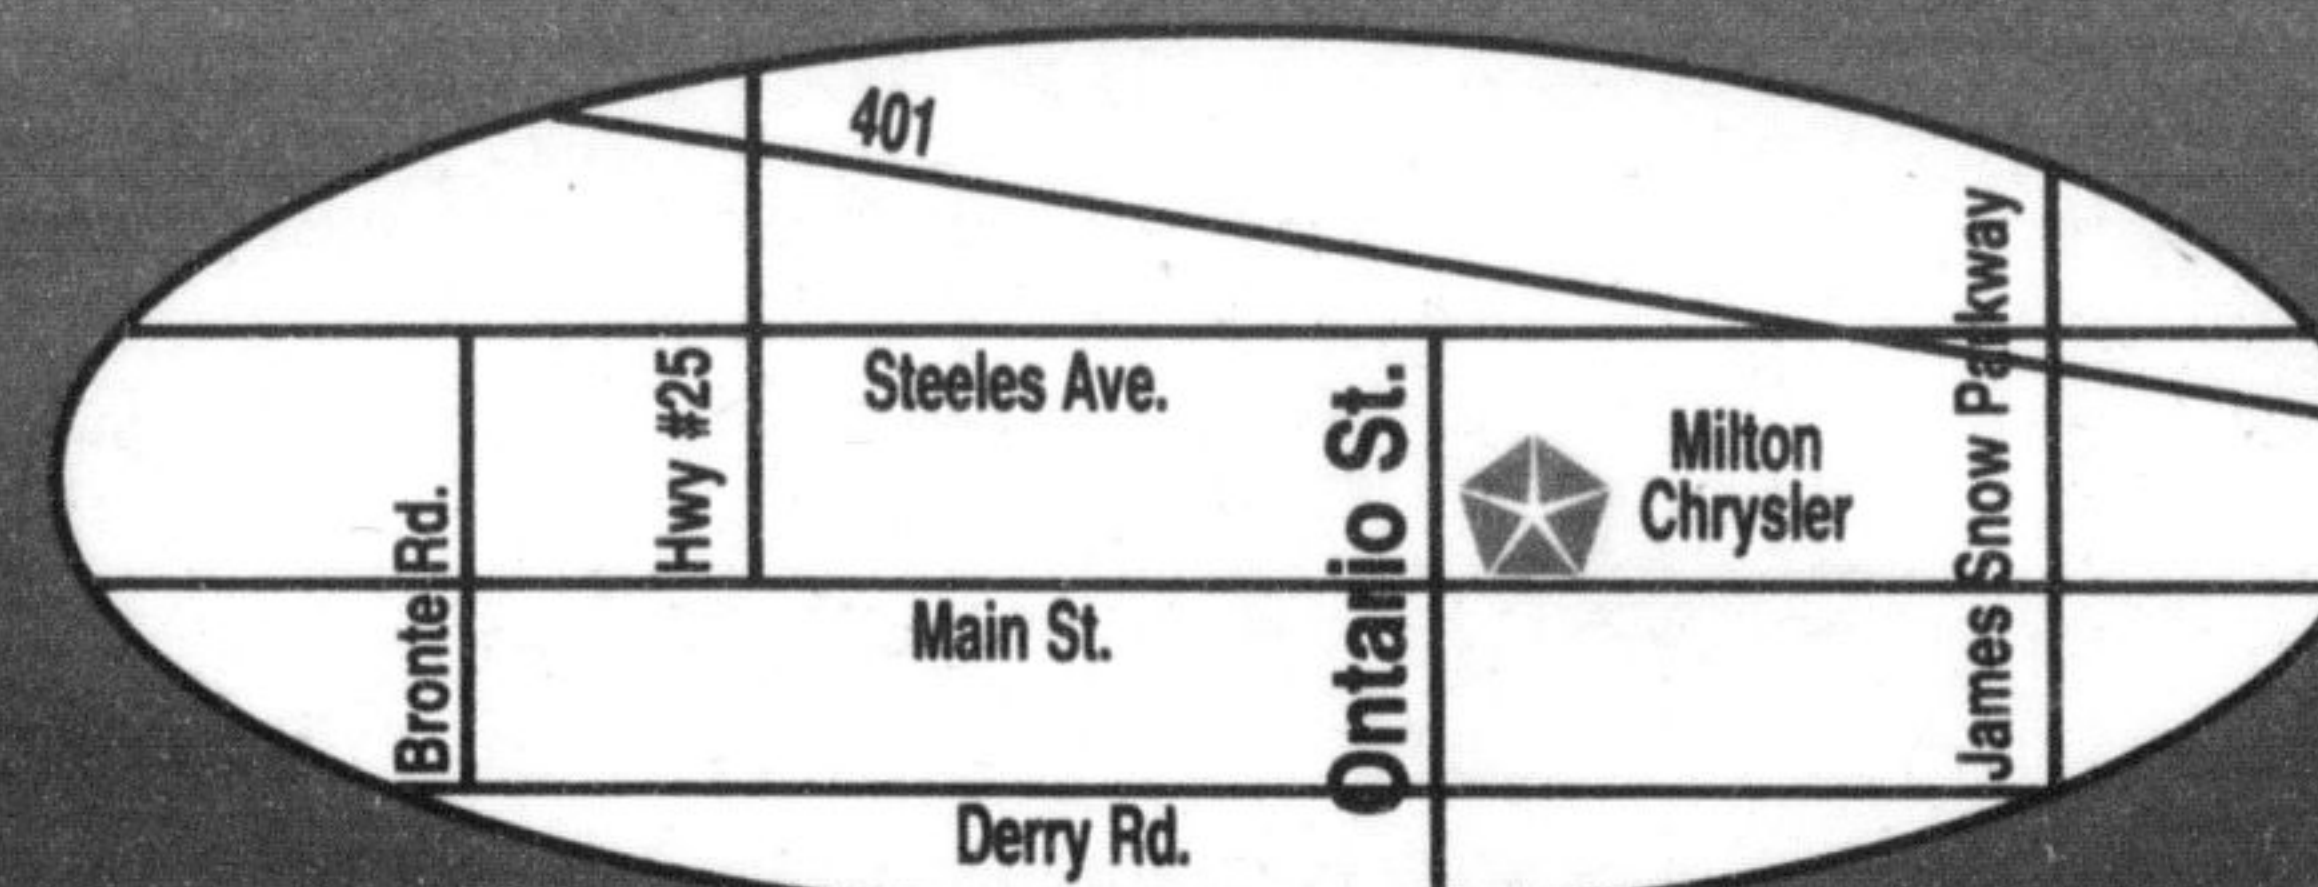 401
Steeles Ave.
Hwy #25
Ontario St.
Milton
Chrysler
James Snow Parkway
Bronte Rd.
Main St.
Derry Rd.